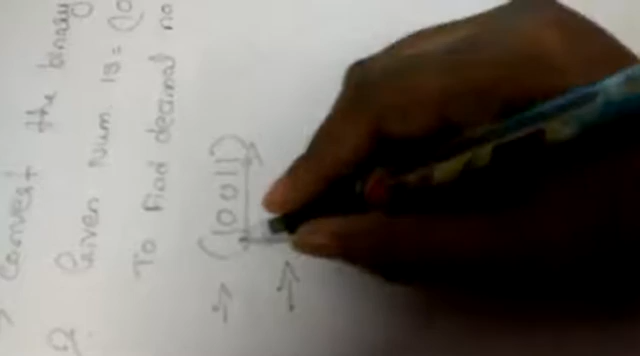 → Convert the binary
Q Given Num is = (10
To Find decimal no
→ (10011)
→